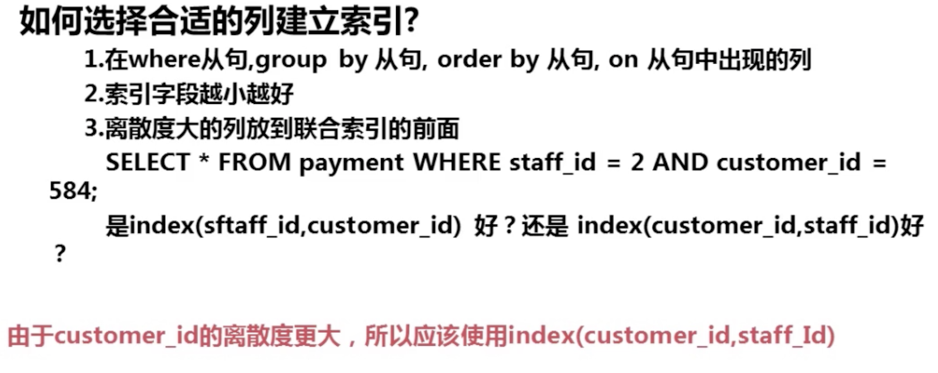 如何选择合适的列建立索引?
1.在where从句,group by 从句, order by 从句, on 从句中出现的列
2.索引字段越小越好
3.离散度大的列放到联合索引的前面
SELECT * FROM payment WHERE staff_id = 2 AND customer_id =
584;
是index(sftaff_id,customer_id) 好？还是 index(customer_id,staff_id)好
？
由于customer_id的离散度更大，所以应该使用index(customer_id,staff_Id)